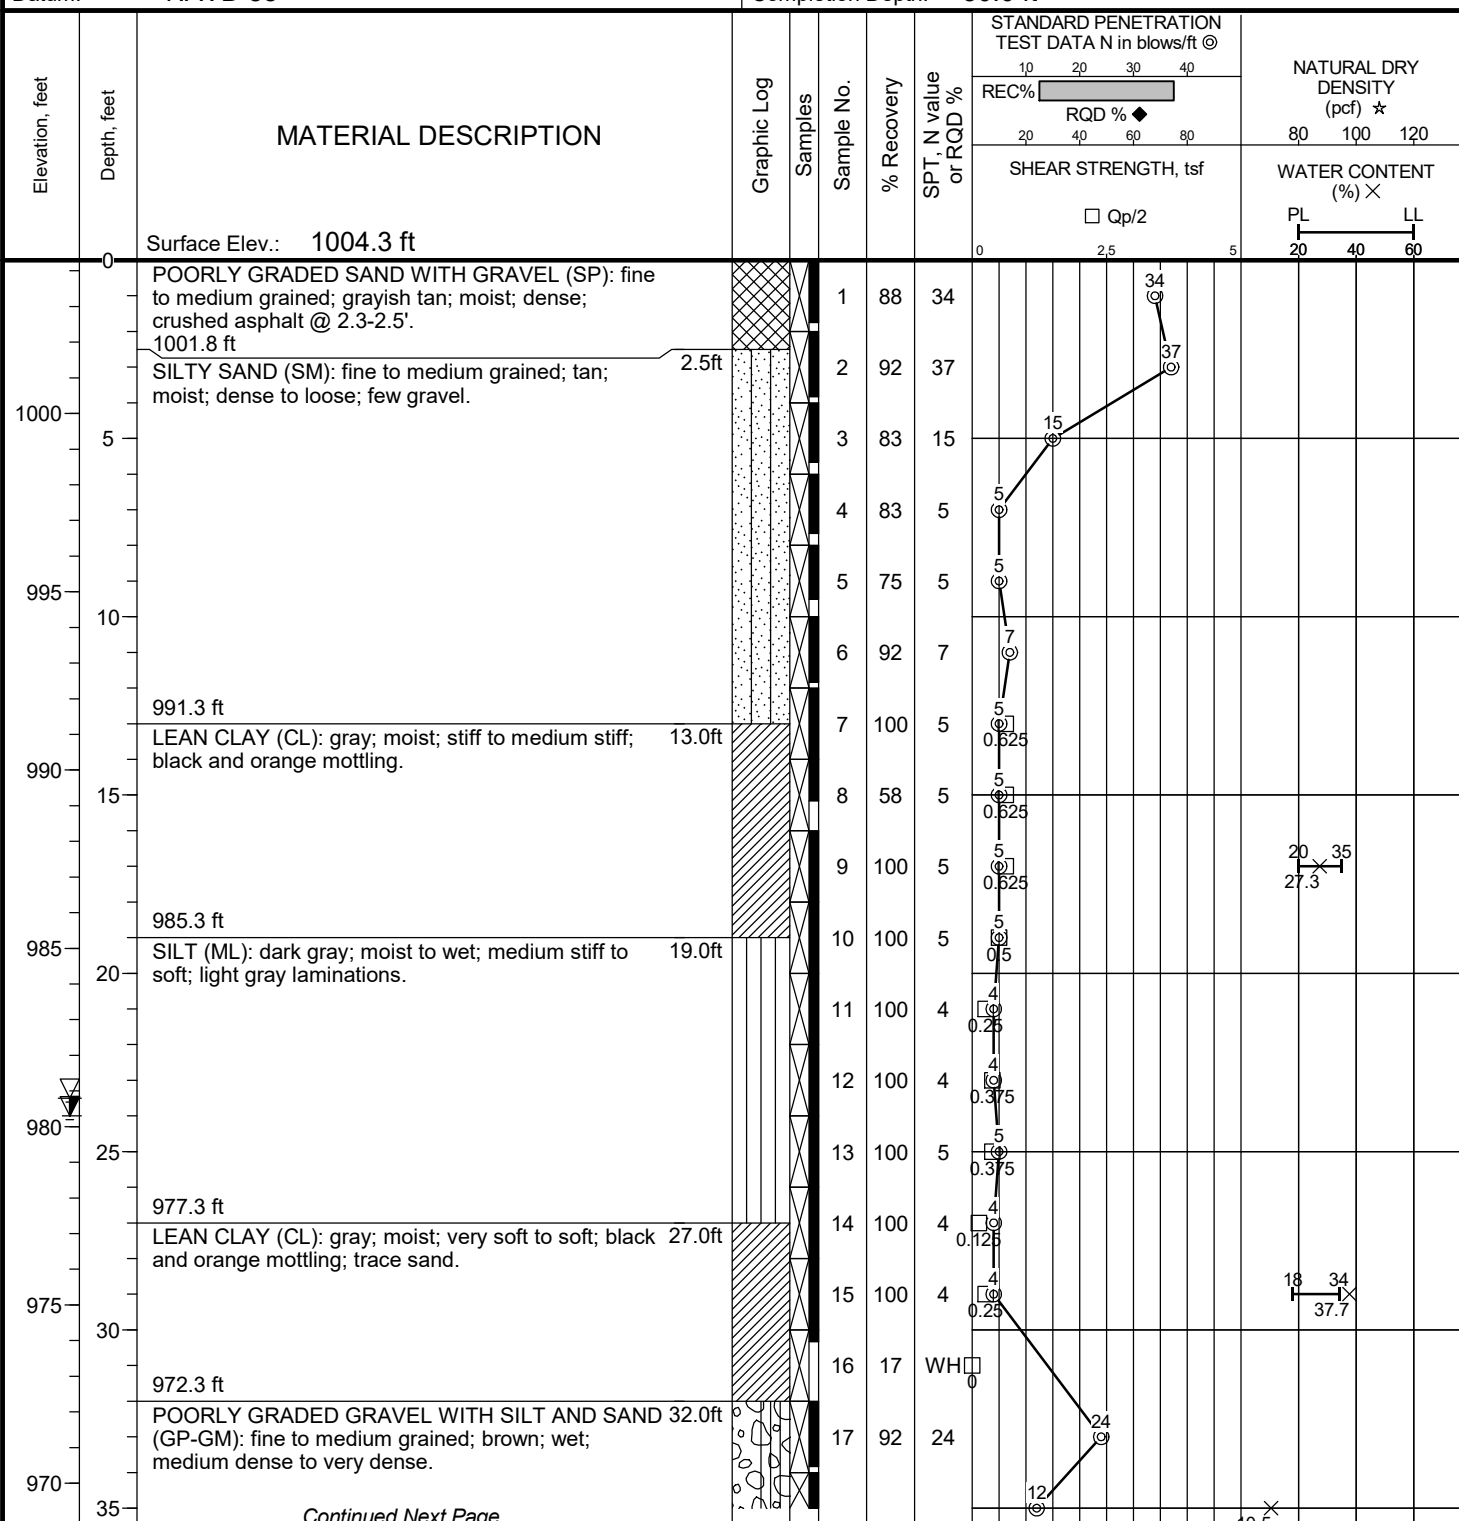 STANDARD PENETRATION
TEST DATA N in blows/ft
10 20 30 40
REC%
RQD %
20 40 60 80
SHEAR STRENGTH, tsf
Qp/2
0 2.5 5
NATURAL DRY
DENSITY
(pcf)
80 100 120
WATER CONTENT
(%)
PL LL
20 40 60
Elevation, feet
Depth, feet
MATERIAL DESCRIPTION
Graphic Log
Samples
Sample No.
% Recovery
SPT, N value
or RQD %
Surface Elev.: 1004.3 ft
0
POORLY GRADED SAND WITH GRAVEL (SP): fine
to medium grained; grayish tan; moist; dense;
crushed asphalt @ 2.3-2.5'.
1 88 34 34
1001.8 ft
2.5ft
SILTY SAND (SM): fine to medium grained; tan;
moist; dense to loose; few gravel.
2 92 37 37
1000
5 3 83 15 15
4 83 5 5
995 5 75 5 5
10
6 92 7 7
991.3 ft
7 100 5 5
0.625
LEAN CLAY (CL): gray; moist; stiff to medium stiff; 13.0ft
black and orange mottling.
990
15 8 58 5 5
0.625
9 100 5 5 20 35
0.625 27.3
985.3 ft
10 100 5 5
0.5
985
SILT (ML): dark gray; moist to wet; medium stiff to 19.0ft
soft; light gray laminations.
20
11 100 4 4
0.25
12 100 4 4
0.375
980
25 13 100 5 5
0.375
977.3 ft
14 100 4 4
0.125
LEAN CLAY (CL): gray; moist; very soft to soft; black 27.0ft
and orange mottling; trace sand.
975 15 100 4 4 18 34
0.25 37.7
30
16 17 WH
0
972.3 ft
POORLY GRADED GRAVEL WITH SILT AND SAND 32.0ft
(GP-GM): fine to medium grained; brown; wet;
medium dense to very dense.
17 92 24 24
970
35 12
Continued Next Page